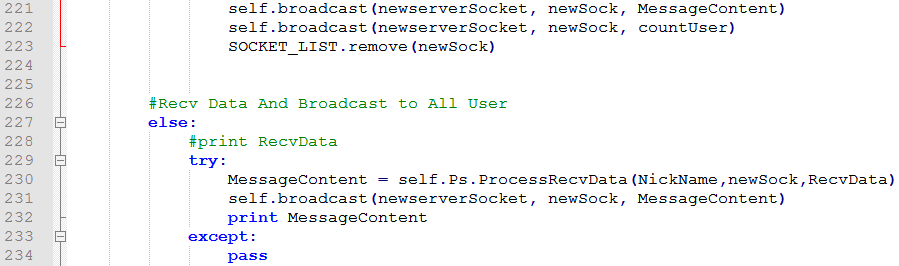 221 self.broadcast(newserverSocket, newSock, MessageContent)
222 self.broadcast(newserverSocket, newSock, countUser)
223 SOCKET_LIST.remove(newSock)
224
225
226 #Recv Data And Broadcast to All User
227 else:
228 #print RecvData
229 try:
230 MessageContent = self.Ps.ProcessRecvData(NickName,newSock,RecvData)
231 self.broadcast(newserverSocket, newSock, MessageContent)
232 print MessageContent
233 except:
234 pass